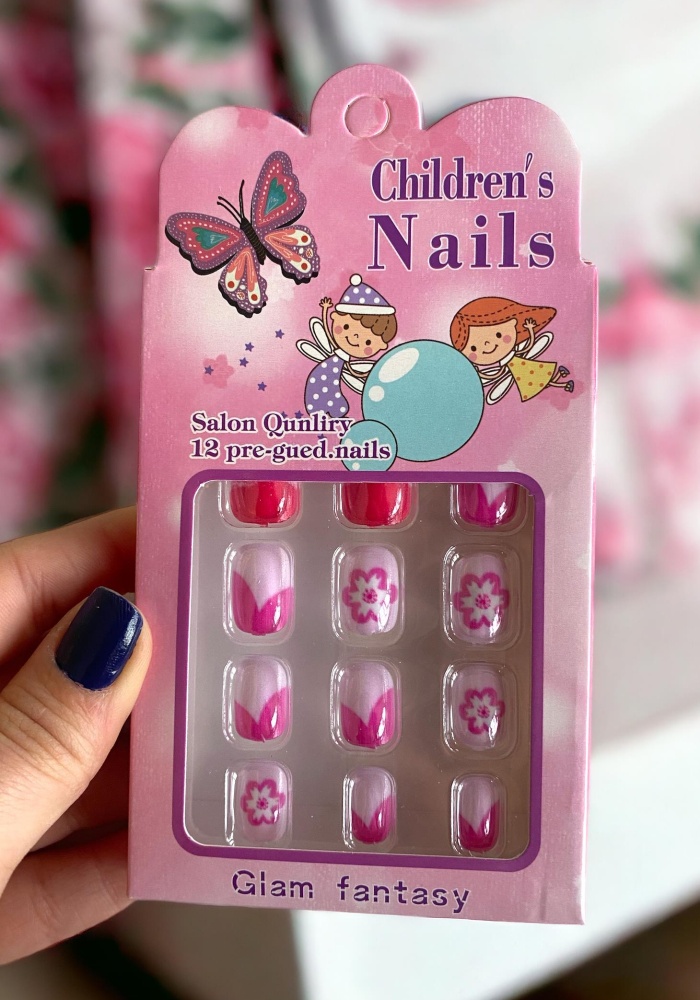 Children's
Nails
Salon Qunliry
12 pre-gued.nails
Glam fantasy